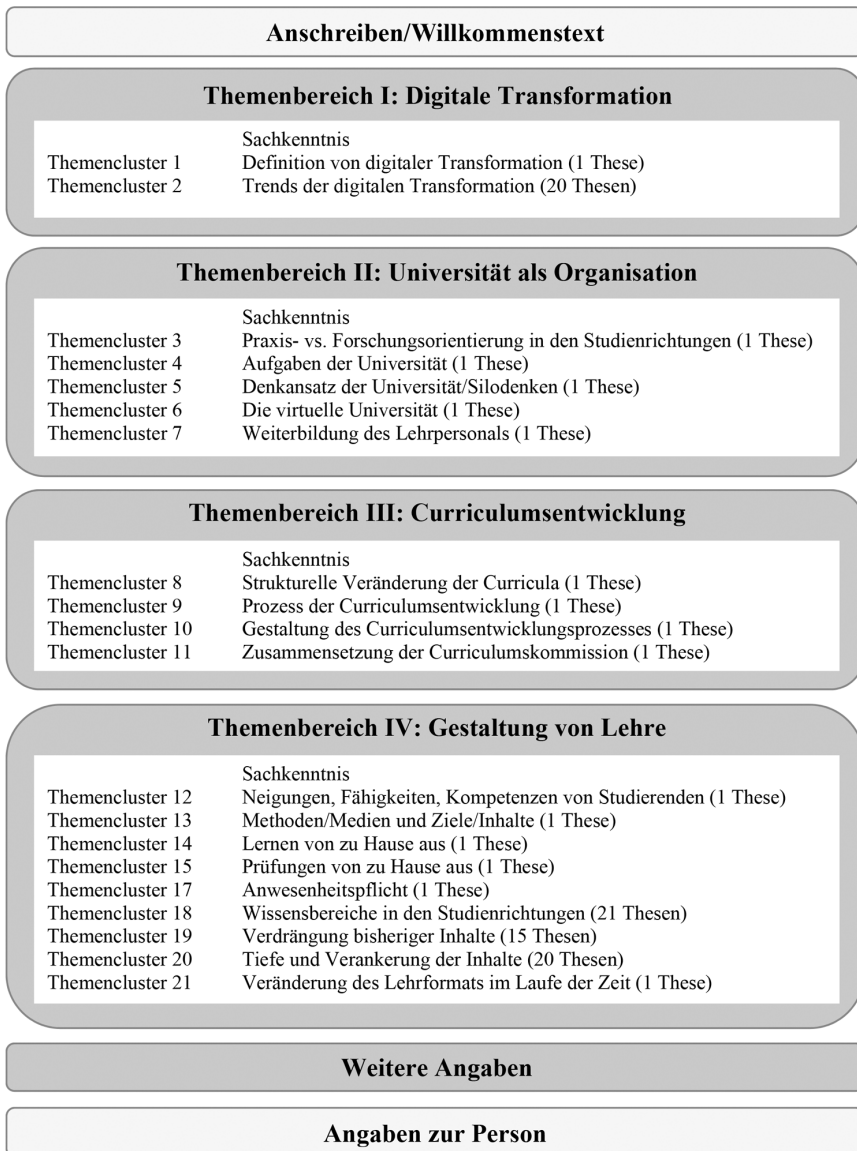 Anschreiben/Willkommenstext
Themenbereich I: Digitale Transformation
Sachkenntnis
Themencluster 1 Definition von digitaler Transformation (1 These)
Themencluster 2 Trends der digitalen Transformation (20 Thesen)
Themenbereich II: Universität als Organisation
Sachkenntnis
Themencluster 3 Praxis- vs. Forschungsorientierung in den Studienrichtungen (1 These)
Themencluster 4 Aufgaben der Universität (1 These)
Themencluster 5 Denkansatz der Universität/Silodenken (1 These)
Themencluster 6 Die virtuelle Universität (1 These)
Themencluster 7 Weiterbildung des Lehrpersonals (1 These)
Themenbereich III: Curriculumsentwicklung
Sachkenntnis
Themencluster 8 Strukturelle Veränderung der Curricula (1 These)
Themencluster 9 Prozess der Curriculumsentwicklung (1 These)
Themencluster 10 Gestaltung des Curriculumsentwicklungsprozesses (1 These)
Themencluster 11 Zusammensetzung der Curriculumskommission (1 These)
Themenbereich IV: Gestaltung von Lehre
Sachkenntnis
Themencluster 12 Neigungen, Fähigkeiten, Kompetenzen von Studierenden (1 These)
Themencluster 13 Methoden/Medien und Ziele/Inhalte (1 These)
Themencluster 14 Lernen von zu Hause aus (1 These)
Themencluster 15 Prüfungen von zu Hause aus (1 These)
Themencluster 17 Anwesenheitspflicht (1 These)
Themencluster 18 Wissensbereiche in den Studienrichtungen (21 Thesen)
Themencluster 19 Verdrängung bisheriger Inhalte (15 Thesen)
Themencluster 20 Tiefe und Verankerung der Inhalte (20 Thesen)
Themencluster 21 Veränderung des Lehrformats im Laufe der Zeit (1 These)
Weitere Angaben
Angaben zur Person